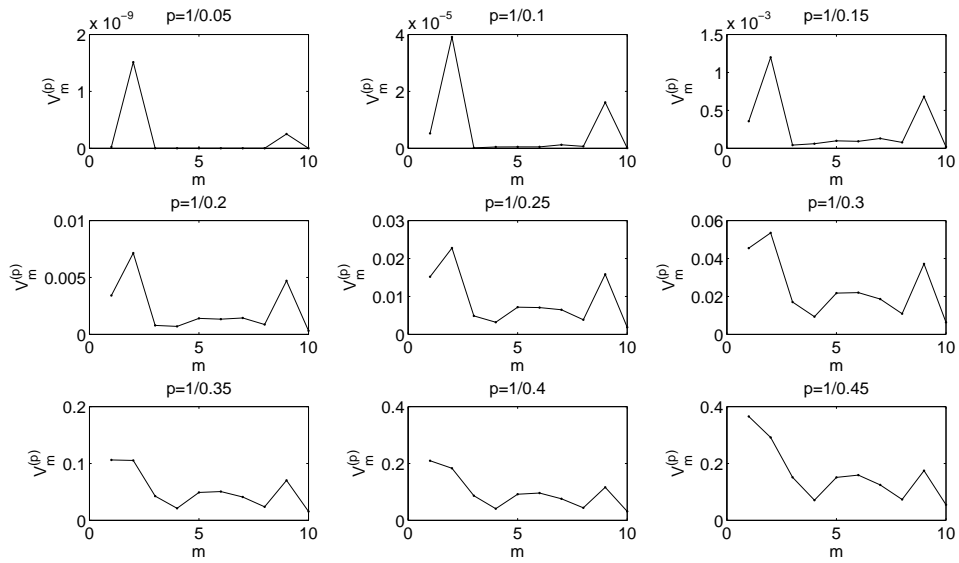 p=1/0.05
x 10⁻⁹
2
1
0
0
5
10
V_m^(p)
m
p=1/0.1
x 10⁻⁵
4
2
0
0
5
10
V_m^(p)
m
p=1/0.15
x 10⁻³
1.5
1
0.5
0
0
5
10
V_m^(p)
m
p=1/0.2
0.01
0.005
0
0
5
10
V_m^(p)
m
p=1/0.25
0.03
0.02
0.01
0
0
5
10
V_m^(p)
m
p=1/0.3
0.06
0.04
0.02
0
0
5
10
V_m^(p)
m
p=1/0.35
0.2
0.1
0
0
5
10
V_m^(p)
m
p=1/0.4
0.4
0.2
0
0
5
10
V_m^(p)
m
p=1/0.45
0.4
0.2
0
0
5
10
V_m^(p)
m